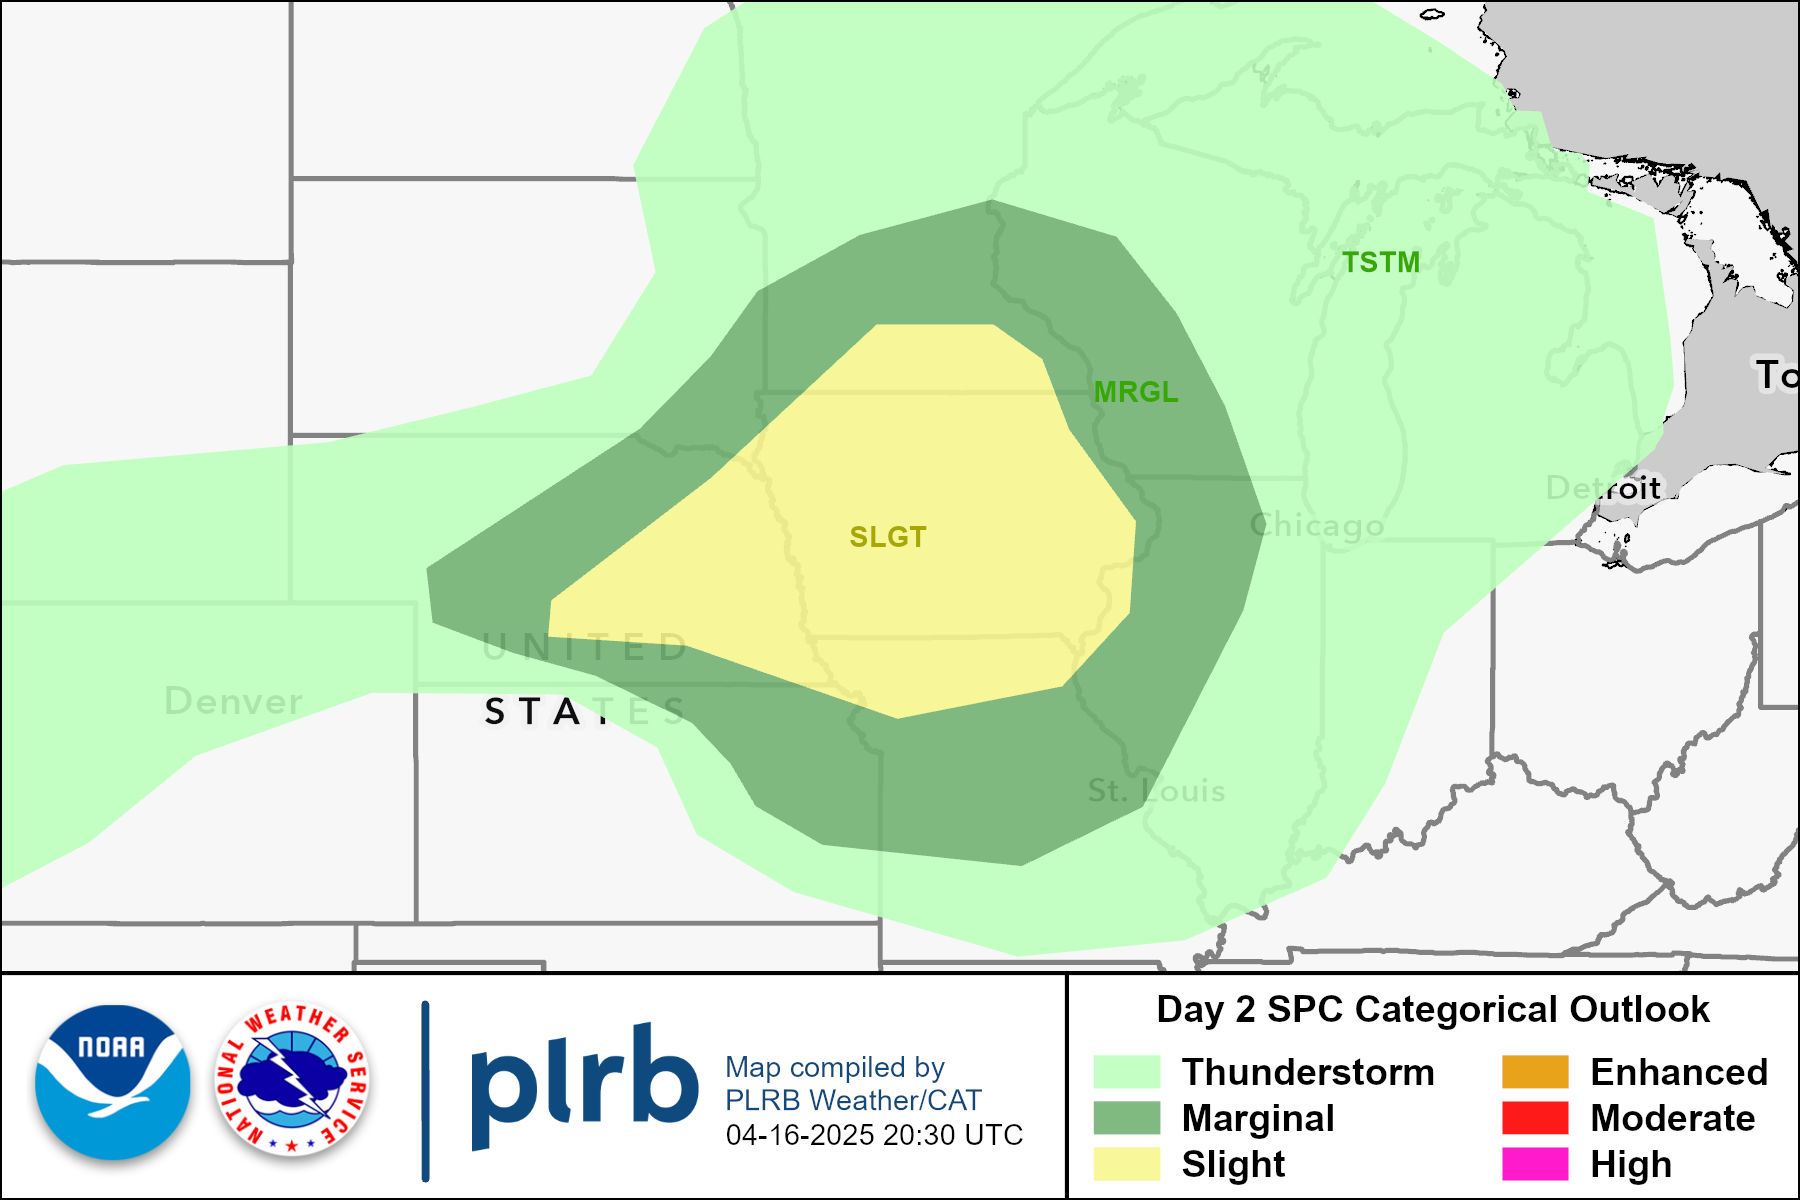 TSTM
To
MRGL
Detroit
Chicago
SLGT
UNITED
STATES
Denver
St. Louis
NOAA
NATIONAL WEATHER SERVICE
plrb
Map compiled by
PLRB Weather/CAT
04-16-2025 20:30 UTC
Day 2 SPC Categorical Outlook
Thunderstorm
Marginal
Slight
Enhanced
Moderate
High